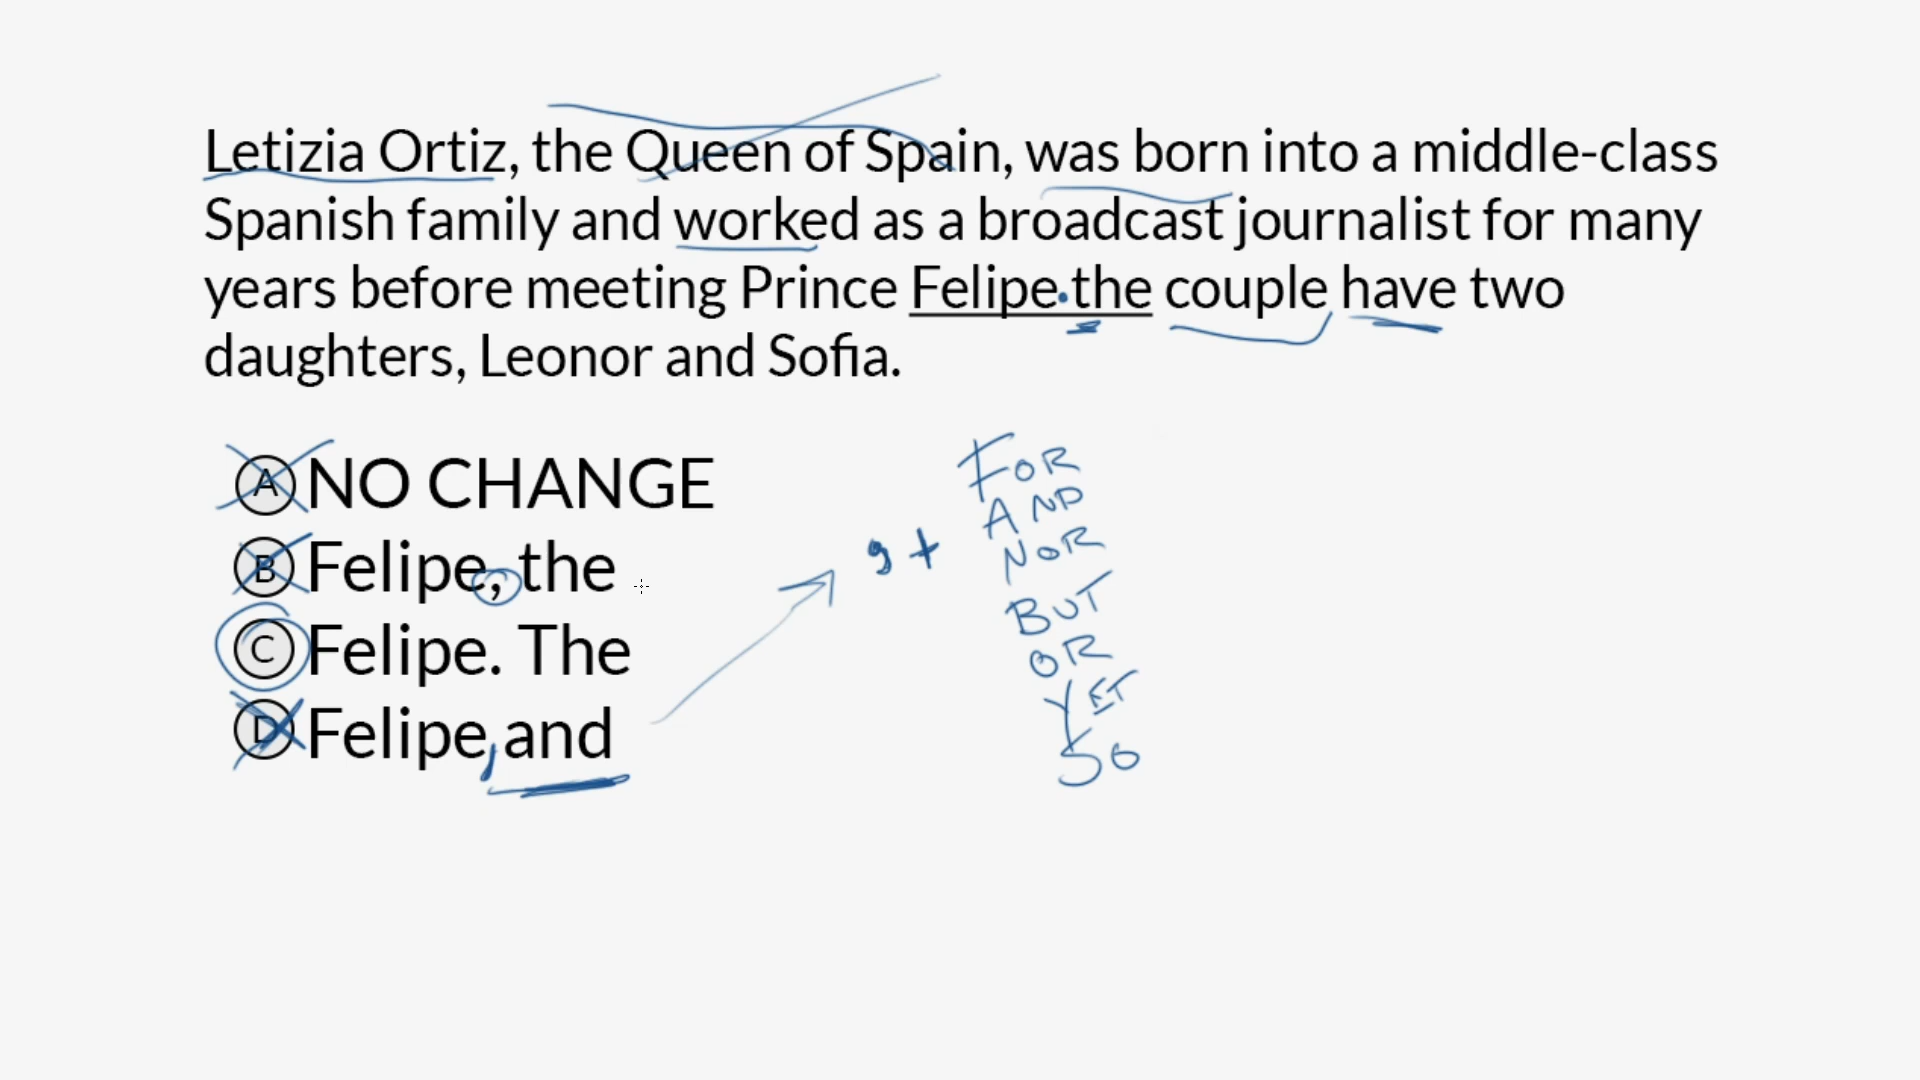 Letizia Ortiz, the Queen of Spain, was born into a middle-class
Spanish family and worked as a broadcast journalist for many
years before meeting Prince Felipe.the couple have two
daughters, Leonor and Sofia.
A NO CHANGE
B Felipe, the
C Felipe. The
D Felipe, and
, +
FOR
AND
NOR
BUT
OR
YET
SO